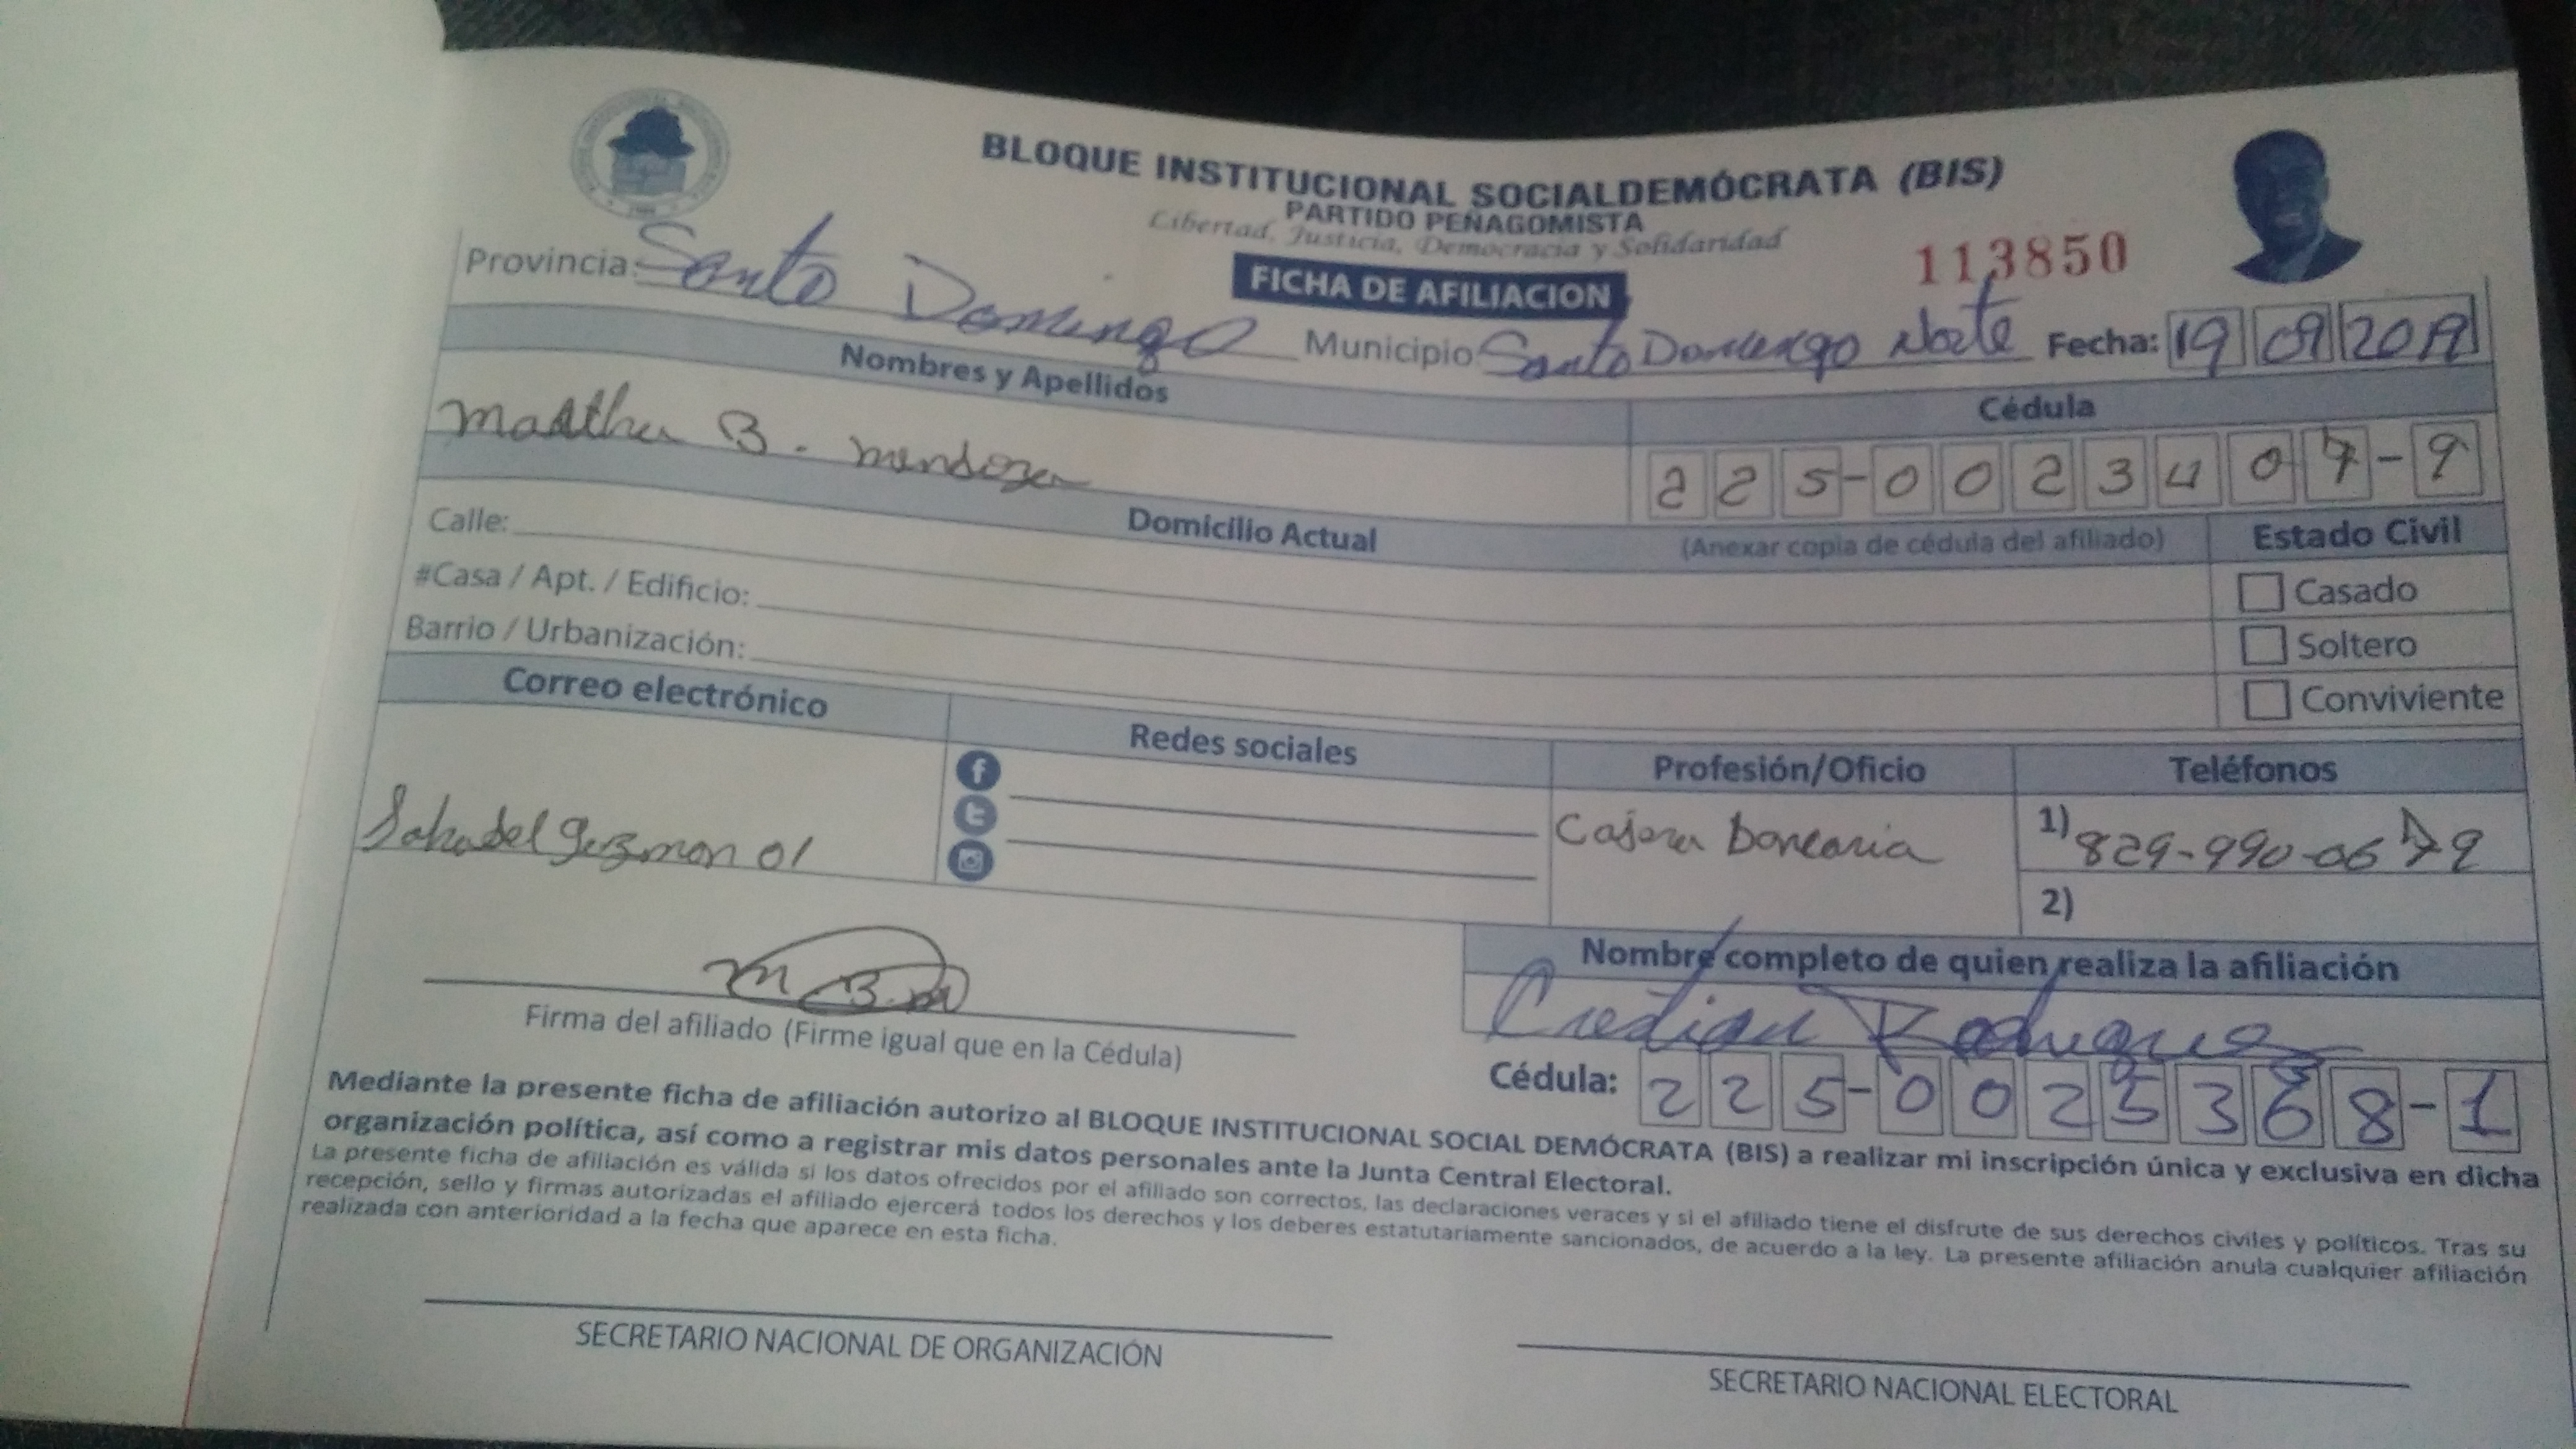 BLOQUE INSTITUCIONAL SOCIALDEMÓCRATA (BIS)
PARTIDO PEÑAGOMISTA
Libertad, Justicia, Democracia y Solidaridad
113850
FICHA DE AFILIACION
Provincia: Santo Domingo Municipio Santo Domingo Norte Fecha: 19 09 2019
Nombres y Apellidos Cédula
B. Mendoza 225-0023407-9
Domicilio Actual (Anexar copia de cédula del afiliado) Estado Civil
Calle:
#Casa / Apt. / Edificio: Casado
Barrio / Urbanización: Soltero
Conviviente
Correo electrónico Redes sociales Profesión/Oficio Teléfonos
guzman 01 Cajera Bancaria 1) 829-990-0679
2)
Nombre completo de quien realiza la afiliación
M.B.M Rodriguez
Firma del afiliado (Firme igual que en la Cédula) Cédula: 225-0025368-1
Mediante la presente ficha de afiliación autorizo al BLOQUE INSTITUCIONAL SOCIAL DEMÓCRATA (BIS) a realizar mi inscripción única y exclusiva en dicha
organización política, así como a registrar mis datos personales ante la Junta Central Electoral.
La presente ficha de afiliación es válida si los datos ofrecidos por el afiliado son correctos, las declaraciones veraces y si el afiliado tiene el disfrute de sus derechos civiles y políticos. Tras su
recepción, sello y firmas autorizadas el afiliado ejercerá todos los derechos y los deberes estatutariamente sancionados, de acuerdo a la ley. La presente afiliación anula cualquier afiliación
realizada con anterioridad a la fecha que aparece en esta ficha.
SECRETARIO NACIONAL DE ORGANIZACIÓN
SECRETARIO NACIONAL ELECTORAL